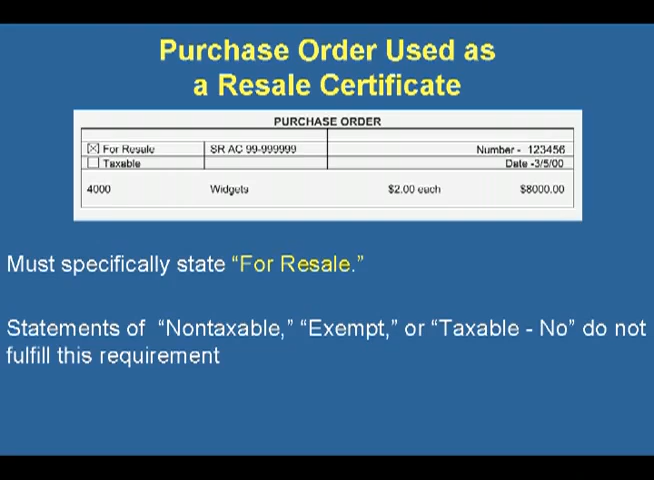 Purchase Order Used as
a Resale Certificate
PURCHASE ORDER
For Resale SR AC 99-999999 Number - 123456
Taxable Date -3/5/00
4000 Widgets $2.00 each $8000.00
Must specifically state “For Resale.”
Statements of “Nontaxable,” “Exempt,” or “Taxable - No” do not
fulfill this requirement